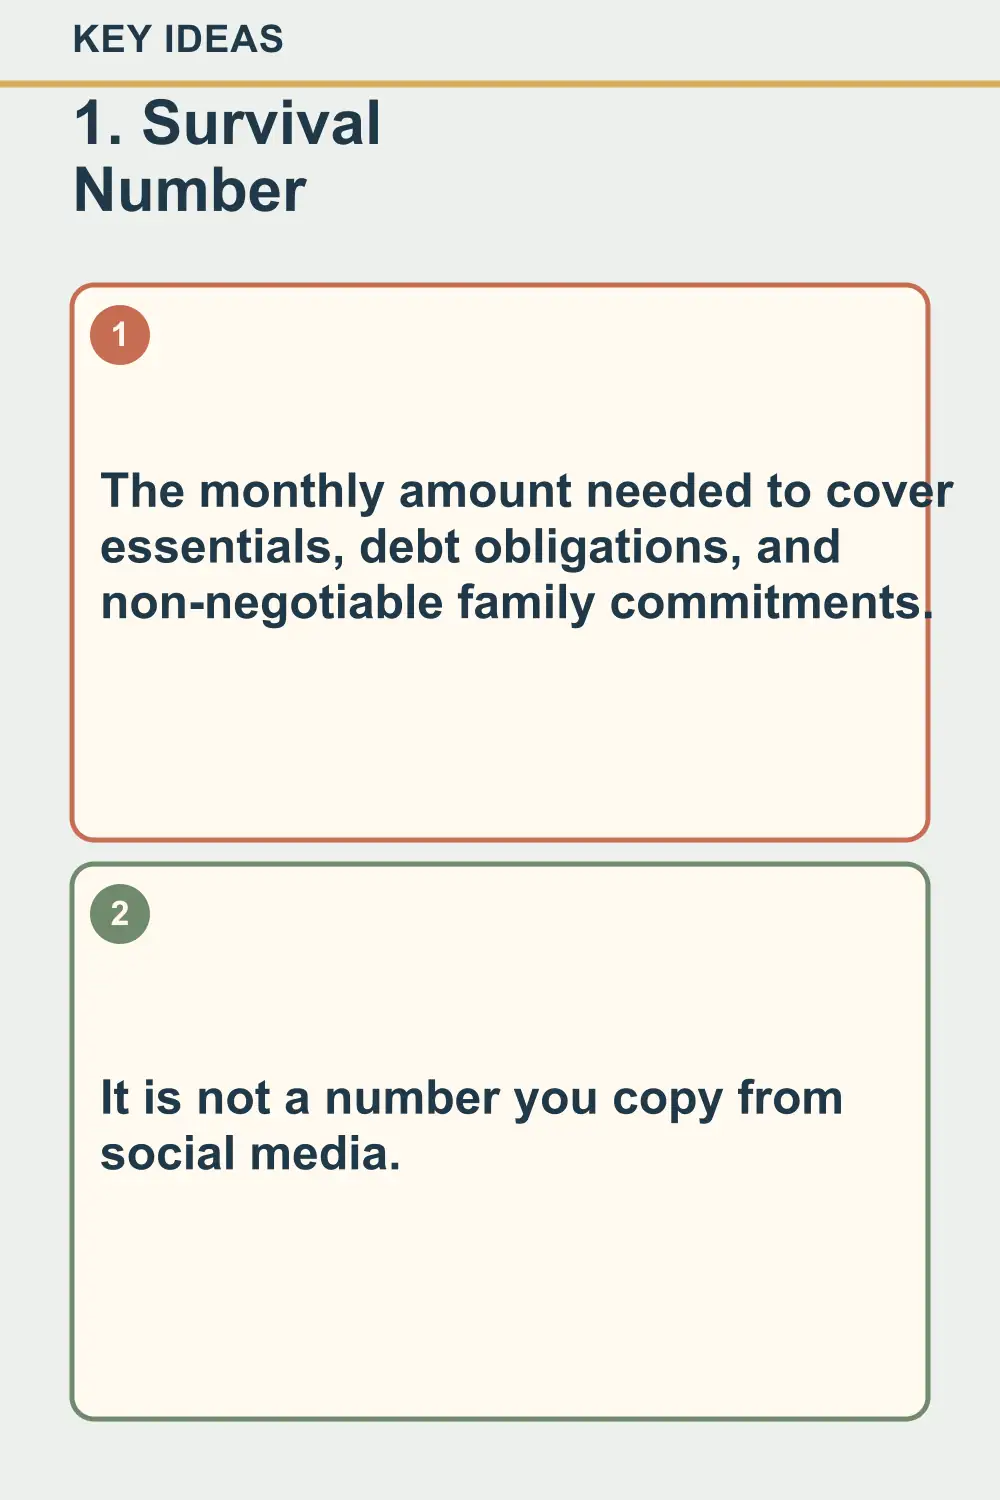 KEY IDEAS
1. Survival
Number
1
The monthly amount needed to cover
essentials, debt obligations, and
non-negotiable family commitments.
2
It is not a number you copy from
social media.